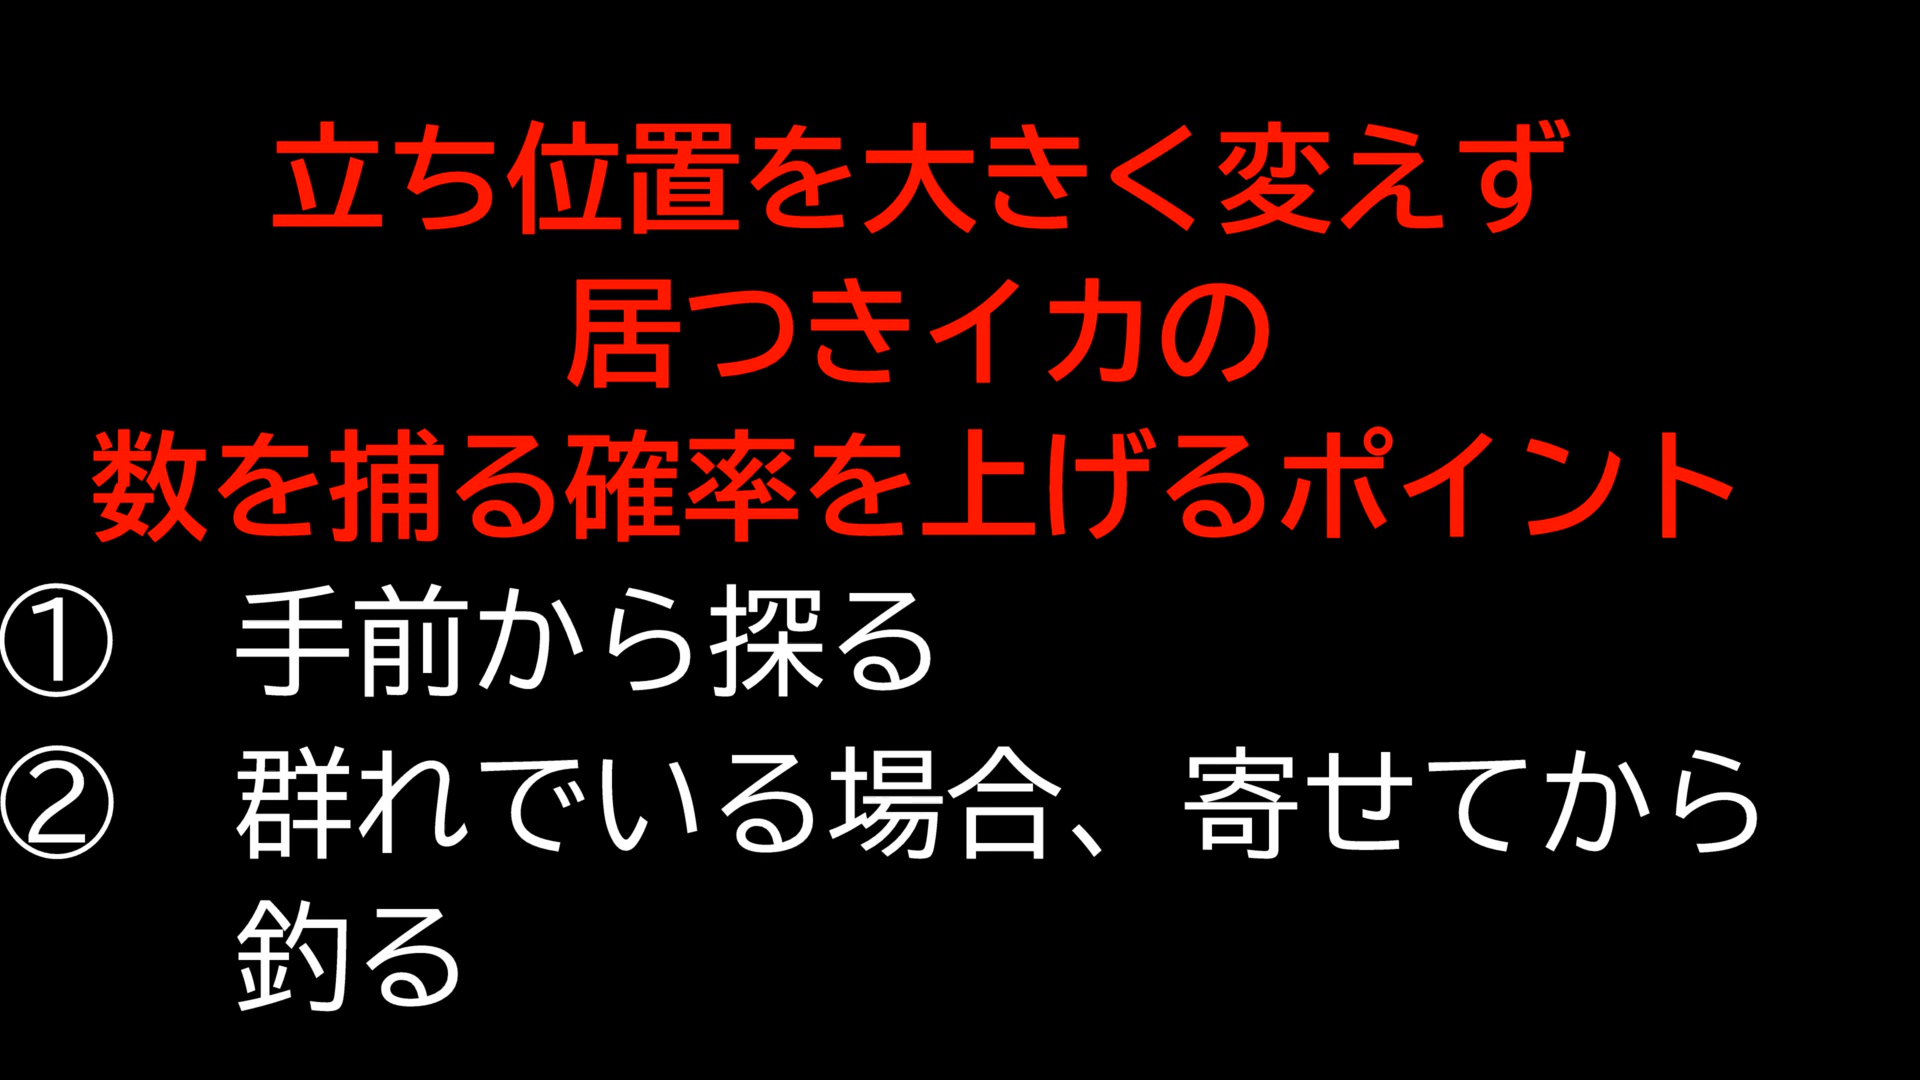 立ち位置を大きく変えず
居つきイカの
数を捕る確率を上げるポイント
①　手前から探る
②　群れでいる場合、寄せてから
釣る